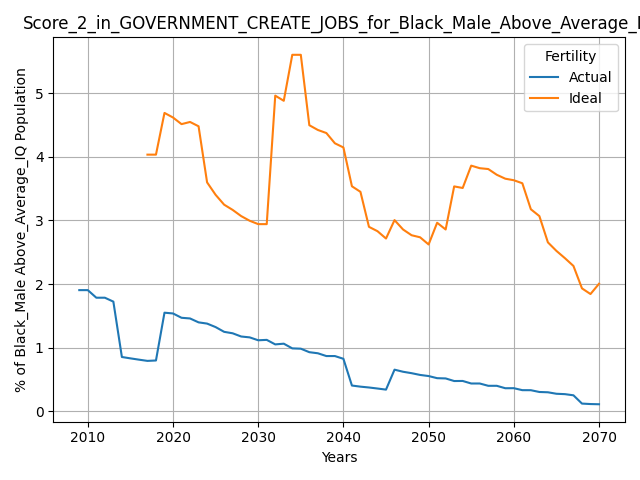 Score_2_in_GOVERNMENT_CREATE_JOBS_for_Black_Male_Above_Average_I
Fertility
Actual
Ideal
% of Black_Male Above_Average_IQ Population
5
4
3
2
1
0
2010 2020 2030 2040 2050 2060 2070
Years